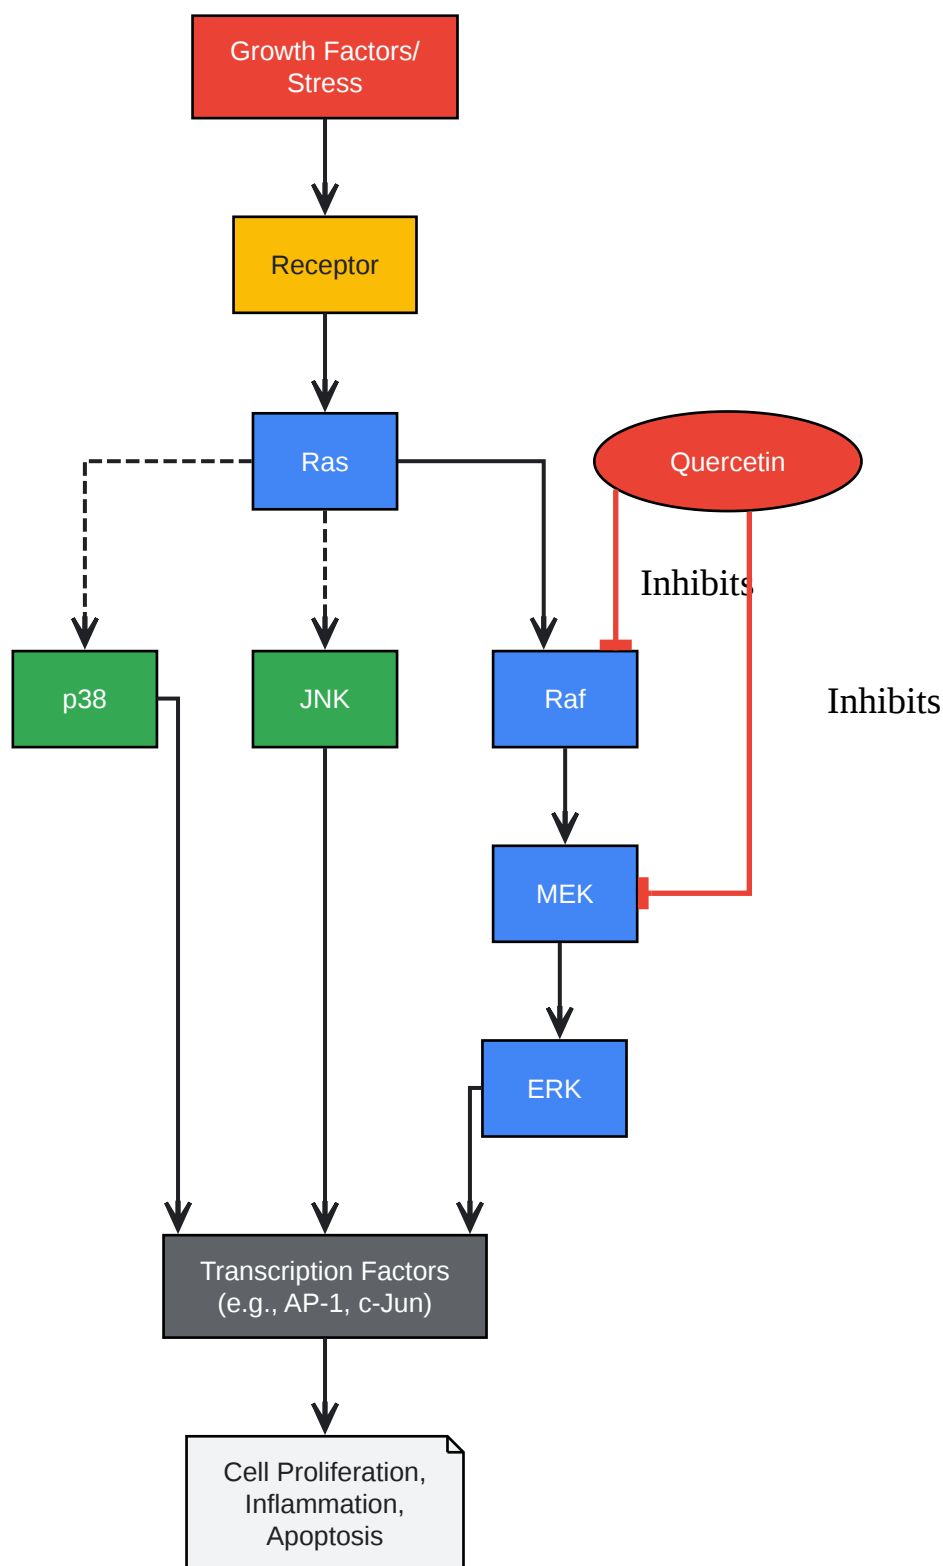 Growth Factors/
Stress
Receptor
Ras
Quercetin
Inhibits
p38
JNK
Raf
Inhibits
MEK
ERK
Transcription Factors
(e.g., AP-1, c-Jun)
Cell Proliferation,
Inflammation,
Apoptosis